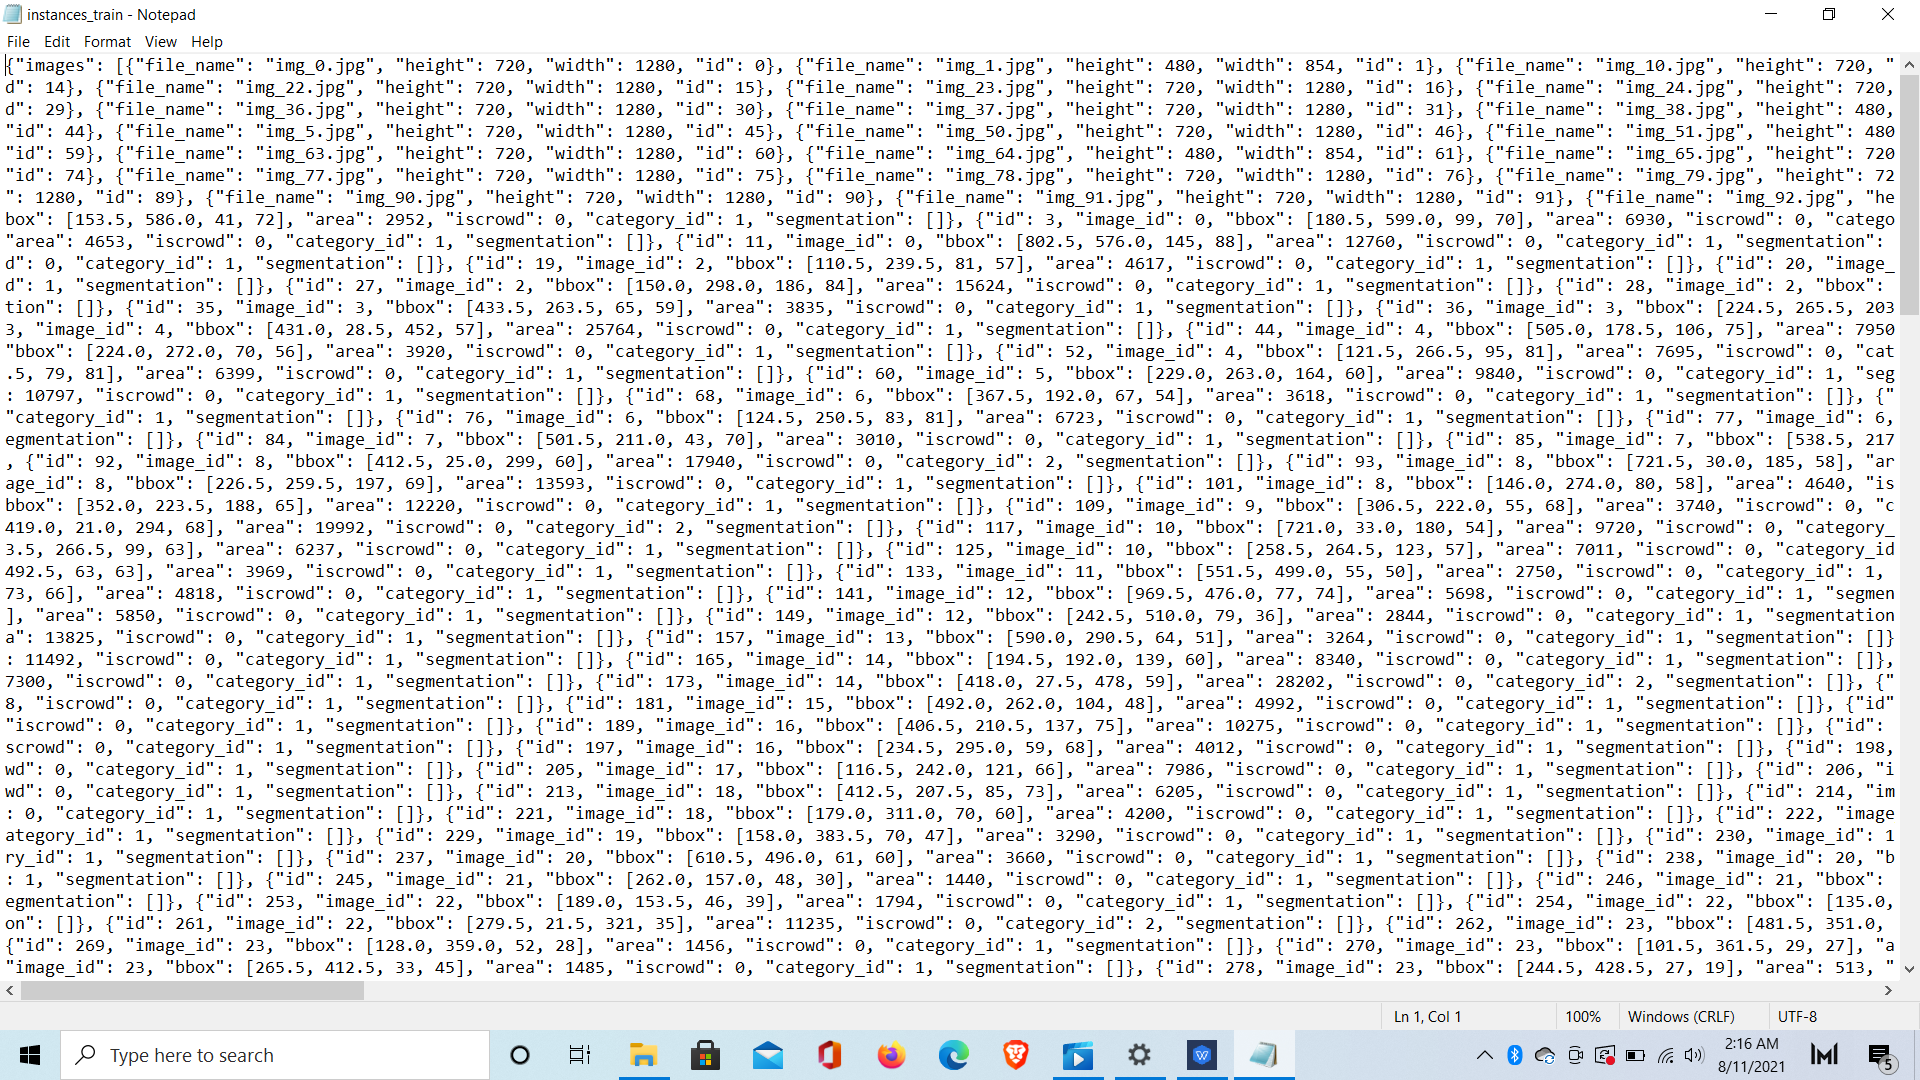 instances_train - Notepad
File Edit Format View Help
{"images": [{"file_name": "img_0.jpg", "height": 720, "width": 1280, "id": 0}, {"file_name": "img_1.jpg", "height": 480, "width": 854, "id": 1}, {"file_name": "img_10.jpg", "height": 720, "
d": 14}, {"file_name": "img_22.jpg", "height": 720, "width": 1280, "id": 15}, {"file_name": "img_23.jpg", "height": 720, "width": 1280, "id": 16}, {"file_name": "img_24.jpg", "height": 720,
d": 29}, {"file_name": "img_36.jpg", "height": 720, "width": 1280, "id": 30}, {"file_name": "img_37.jpg", "height": 720, "width": 1280, "id": 31}, {"file_name": "img_38.jpg", "height": 480,
"id": 44}, {"file_name": "img_5.jpg", "height": 720, "width": 1280, "id": 45}, {"file_name": "img_50.jpg", "height": 720, "width": 1280, "id": 46}, {"file_name": "img_51.jpg", "height": 480
"id": 59}, {"file_name": "img_63.jpg", "height": 720, "width": 1280, "id": 60}, {"file_name": "img_64.jpg", "height": 480, "width": 854, "id": 61}, {"file_name": "img_65.jpg", "height": 720
"id": 74}, {"file_name": "img_77.jpg", "height": 720, "width": 1280, "id": 75}, {"file_name": "img_78.jpg", "height": 720, "width": 1280, "id": 76}, {"file_name": "img_79.jpg", "height": 72
": 1280, "id": 89}, {"file_name": "img_90.jpg", "height": 720, "width": 1280, "id": 90}, {"file_name": "img_91.jpg", "height": 720, "width": 1280, "id": 91}, {"file_name": "img_92.jpg", "he
box": [153.5, 586.0, 41, 72], "area": 2952, "iscrowd": 0, "category_id": 1, "segmentation": []}, {"id": 3, "image_id": 0, "bbox": [180.5, 599.0, 99, 70], "area": 6930, "iscrowd": 0, "catego
"area": 4653, "iscrowd": 0, "category_id": 1, "segmentation": []}, {"id": 11, "image_id": 0, "bbox": [802.5, 576.0, 145, 88], "area": 12760, "iscrowd": 0, "category_id": 1, "segmentation":
d": 0, "category_id": 1, "segmentation": []}, {"id": 19, "image_id": 2, "bbox": [110.5, 239.5, 81, 57], "area": 4617, "iscrowd": 0, "category_id": 1, "segmentation": []}, {"id": 20, "image_
d": 1, "segmentation": []}, {"id": 27, "image_id": 2, "bbox": [150.0, 298.0, 186, 84], "area": 15624, "iscrowd": 0, "category_id": 1, "segmentation": []}, {"id": 28, "image_id": 2, "bbox":
tion": []}, {"id": 35, "image_id": 3, "bbox": [433.5, 263.5, 65, 59], "area": 3835, "iscrowd": 0, "category_id": 1, "segmentation": []}, {"id": 36, "image_id": 3, "bbox": [224.5, 265.5, 203
3, "image_id": 4, "bbox": [431.0, 28.5, 452, 57], "area": 25764, "iscrowd": 0, "category_id": 1, "segmentation": []}, {"id": 44, "image_id": 4, "bbox": [505.0, 178.5, 106, 75], "area": 7950
"bbox": [224.0, 272.0, 70, 56], "area": 3920, "iscrowd": 0, "category_id": 1, "segmentation": []}, {"id": 52, "image_id": 4, "bbox": [121.5, 266.5, 95, 81], "area": 7695, "iscrowd": 0, "cat
.5, 79, 81], "area": 6399, "iscrowd": 0, "category_id": 1, "segmentation": []}, {"id": 60, "image_id": 5, "bbox": [229.0, 263.0, 164, 60], "area": 9840, "iscrowd": 0, "category_id": 1, "seg
: 10797, "iscrowd": 0, "category_id": 1, "segmentation": []}, {"id": 68, "image_id": 6, "bbox": [367.5, 192.0, 67, 54], "area": 3618, "iscrowd": 0, "category_id": 1, "segmentation": []}, {"
"category_id": 1, "segmentation": []}, {"id": 76, "image_id": 6, "bbox": [124.5, 250.5, 83, 81], "area": 6723, "iscrowd": 0, "category_id": 1, "segmentation": []}, {"id": 77, "image_id": 6,
egmentation": []}, {"id": 84, "image_id": 7, "bbox": [501.5, 211.0, 43, 70], "area": 3010, "iscrowd": 0, "category_id": 1, "segmentation": []}, {"id": 85, "image_id": 7, "bbox": [538.5, 217
, {"id": 92, "image_id": 8, "bbox": [412.5, 25.0, 299, 60], "area": 17940, "iscrowd": 0, "category_id": 2, "segmentation": []}, {"id": 93, "image_id": 8, "bbox": [721.5, 30.0, 185, 58], "ar
age_id": 8, "bbox": [226.5, 259.5, 197, 69], "area": 13593, "iscrowd": 0, "category_id": 1, "segmentation": []}, {"id": 101, "image_id": 8, "bbox": [146.0, 274.0, 80, 58], "area": 4640, "is
bbox": [352.0, 223.5, 188, 65], "area": 12220, "iscrowd": 0, "category_id": 1, "segmentation": []}, {"id": 109, "image_id": 9, "bbox": [306.5, 222.0, 55, 68], "area": 3740, "iscrowd": 0, "c
419.0, 21.0, 294, 68], "area": 19992, "iscrowd": 0, "category_id": 2, "segmentation": []}, {"id": 117, "image_id": 10, "bbox": [721.0, 33.0, 180, 54], "area": 9720, "iscrowd": 0, "category_
3.5, 266.5, 99, 63], "area": 6237, "iscrowd": 0, "category_id": 1, "segmentation": []}, {"id": 125, "image_id": 10, "bbox": [258.5, 264.5, 123, 57], "area": 7011, "iscrowd": 0, "category_id
492.5, 63, 63], "area": 3969, "iscrowd": 0, "category_id": 1, "segmentation": []}, {"id": 133, "image_id": 11, "bbox": [551.5, 499.0, 55, 50], "area": 2750, "iscrowd": 0, "category_id": 1,
73, 66], "area": 4818, "iscrowd": 0, "category_id": 1, "segmentation": []}, {"id": 141, "image_id": 12, "bbox": [969.5, 476.0, 77, 74], "area": 5698, "iscrowd": 0, "category_id": 1, "segmen
], "area": 5850, "iscrowd": 0, "category_id": 1, "segmentation": []}, {"id": 149, "image_id": 12, "bbox": [242.5, 510.0, 79, 36], "area": 2844, "iscrowd": 0, "category_id": 1, "segmentation
a": 13825, "iscrowd": 0, "category_id": 1, "segmentation": []}, {"id": 157, "image_id": 13, "bbox": [590.0, 290.5, 64, 51], "area": 3264, "iscrowd": 0, "category_id": 1, "segmentation": []}
: 11492, "iscrowd": 0, "category_id": 1, "segmentation": []}, {"id": 165, "image_id": 14, "bbox": [194.5, 192.0, 139, 60], "area": 8340, "iscrowd": 0, "category_id": 1, "segmentation": []},
7300, "iscrowd": 0, "category_id": 1, "segmentation": []}, {"id": 173, "image_id": 14, "bbox": [418.0, 27.5, 478, 59], "area": 28202, "iscrowd": 0, "category_id": 2, "segmentation": []}, {"
8, "iscrowd": 0, "category_id": 1, "segmentation": []}, {"id": 181, "image_id": 15, "bbox": [492.0, 262.0, 104, 48], "area": 4992, "iscrowd": 0, "category_id": 1, "segmentation": []}, {"id"
"iscrowd": 0, "category_id": 1, "segmentation": []}, {"id": 189, "image_id": 16, "bbox": [406.5, 210.5, 137, 75], "area": 10275, "iscrowd": 0, "category_id": 1, "segmentation": []}, {"id":
scrowd": 0, "category_id": 1, "segmentation": []}, {"id": 197, "image_id": 16, "bbox": [234.5, 295.0, 59, 68], "area": 4012, "iscrowd": 0, "category_id": 1, "segmentation": []}, {"id": 198,
wd": 0, "category_id": 1, "segmentation": []}, {"id": 205, "image_id": 17, "bbox": [116.5, 242.0, 121, 66], "area": 7986, "iscrowd": 0, "category_id": 1, "segmentation": []}, {"id": 206, "i
wd": 0, "category_id": 1, "segmentation": []}, {"id": 213, "image_id": 18, "bbox": [412.5, 207.5, 85, 73], "area": 6205, "iscrowd": 0, "category_id": 1, "segmentation": []}, {"id": 214, "im
: 0, "category_id": 1, "segmentation": []}, {"id": 221, "image_id": 18, "bbox": [179.0, 311.0, 70, 60], "area": 4200, "iscrowd": 0, "category_id": 1, "segmentation": []}, {"id": 222, "image
ategory_id": 1, "segmentation": []}, {"id": 229, "image_id": 19, "bbox": [158.0, 383.5, 70, 47], "area": 3290, "iscrowd": 0, "category_id": 1, "segmentation": []}, {"id": 230, "image_id": 1
ry_id": 1, "segmentation": []}, {"id": 237, "image_id": 20, "bbox": [610.5, 496.0, 61, 60], "area": 3660, "iscrowd": 0, "category_id": 1, "segmentation": []}, {"id": 238, "image_id": 20, "b
: 1, "segmentation": []}, {"id": 245, "image_id": 21, "bbox": [262.0, 157.0, 48, 30], "area": 1440, "iscrowd": 0, "category_id": 1, "segmentation": []}, {"id": 246, "image_id": 21, "bbox":
egmentation": []}, {"id": 253, "image_id": 22, "bbox": [189.0, 153.5, 46, 39], "area": 1794, "iscrowd": 0, "category_id": 1, "segmentation": []}, {"id": 254, "image_id": 22, "bbox": [135.0,
on": []}, {"id": 261, "image_id": 22, "bbox": [279.5, 21.5, 321, 35], "area": 11235, "iscrowd": 0, "category_id": 2, "segmentation": []}, {"id": 262, "image_id": 23, "bbox": [481.5, 351.0,
{"id": 269, "image_id": 23, "bbox": [128.0, 359.0, 52, 28], "area": 1456, "iscrowd": 0, "category_id": 1, "segmentation": []}, {"id": 270, "image_id": 23, "bbox": [101.5, 361.5, 29, 27], "a
"image_id": 23, "bbox": [265.5, 412.5, 33, 45], "area": 1485, "iscrowd": 0, "category_id": 1, "segmentation": []}, {"id": 278, "image_id": 23, "bbox": [244.5, 428.5, 27, 19], "area": 513, "
Ln 1, Col 1 100% Windows (CRLF) UTF-8
Type here to search
2:16 AM
8/11/2021
5